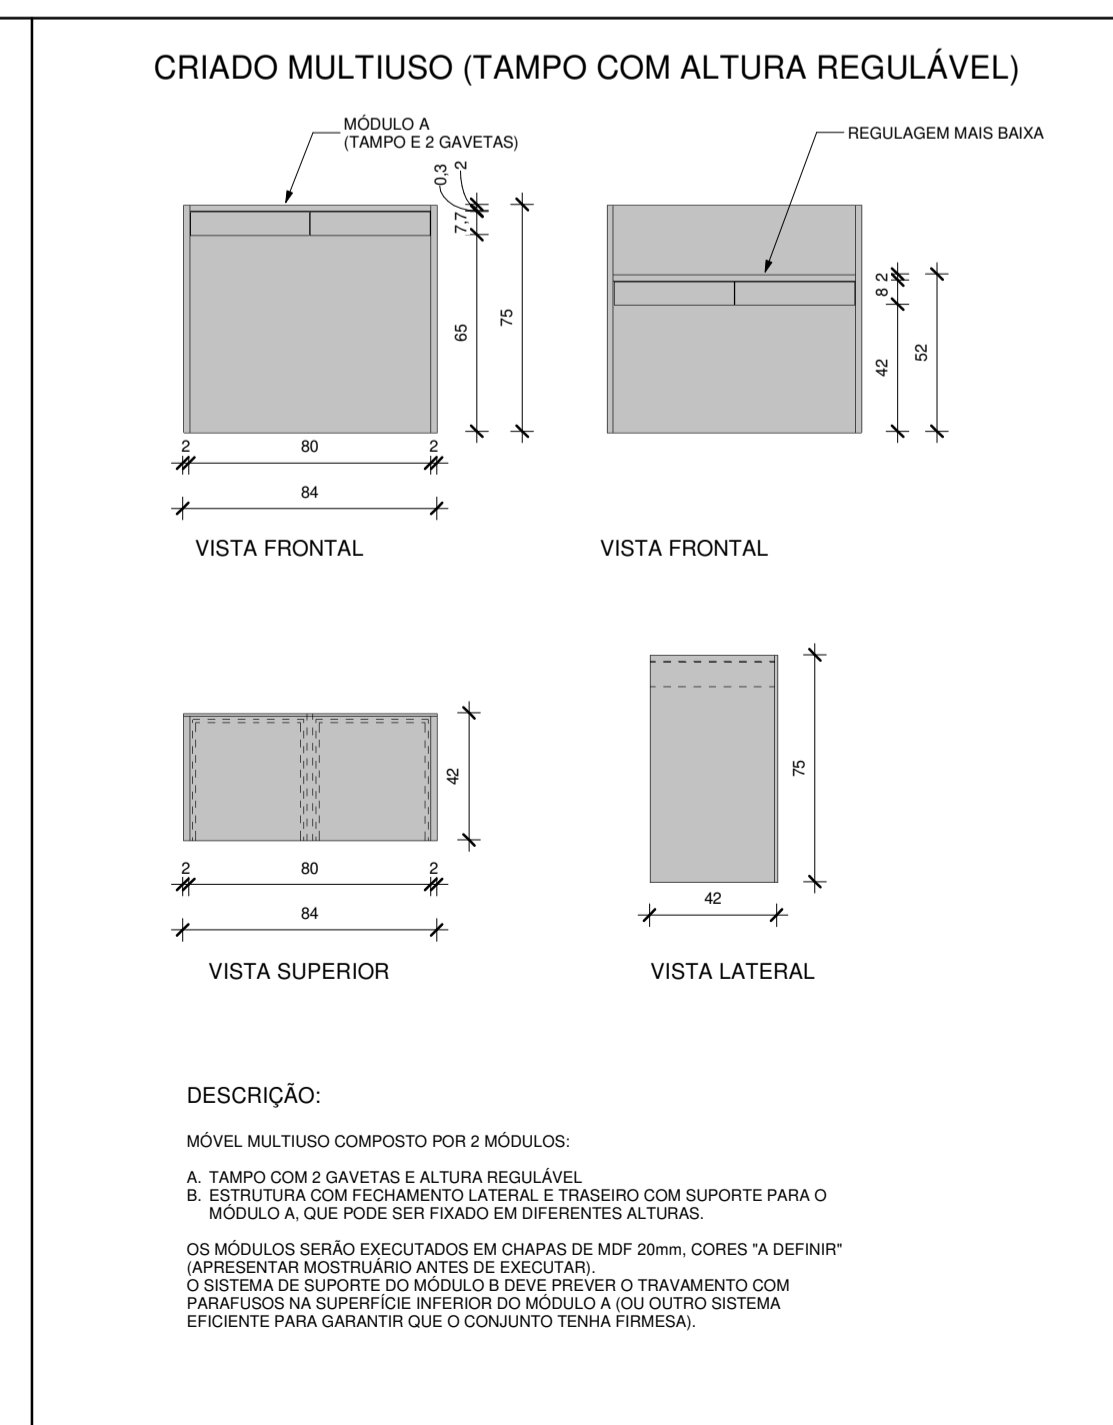 CRIADO MULTIUSO (TAMPO COM ALTURA REGULÁVEL)
MÓDULO A
(TAMPO E 2 GAVETAS)
0,3
2
7,7
65
75
2
80
2
84
VISTA FRONTAL
REGULAGEM MAIS BAIXA
2
8
42
52
VISTA FRONTAL
42
2
80
2
84
VISTA SUPERIOR
75
42
VISTA LATERAL
DESCRIÇÃO:
MÓVEL MULTIUSO COMPOSTO POR 2 MÓDULOS:
A. TAMPO COM 2 GAVETAS E ALTURA REGULÁVEL
B. ESTRUTURA COM FECHAMENTO LATERAL E TRASEIRO COM SUPORTE PARA O
MÓDULO A, QUE PODE SER FIXADO EM DIFERENTES ALTURAS.
OS MÓDULOS SERÃO EXECUTADOS EM CHAPAS DE MDF 20mm, CORES "A DEFINIR"
(APRESENTAR MOSTRUÁRIO ANTES DE EXECUTAR).
O SISTEMA DE SUPORTE DO MÓDULO B DEVE PREVER O TRAVAMENTO COM
PARAFUSOS NA SUPERFÍCIE INFERIOR DO MÓDULO A (OU OUTRO SISTEMA
EFICIENTE PARA GARANTIR QUE O CONJUNTO TENHA FIRMESA).